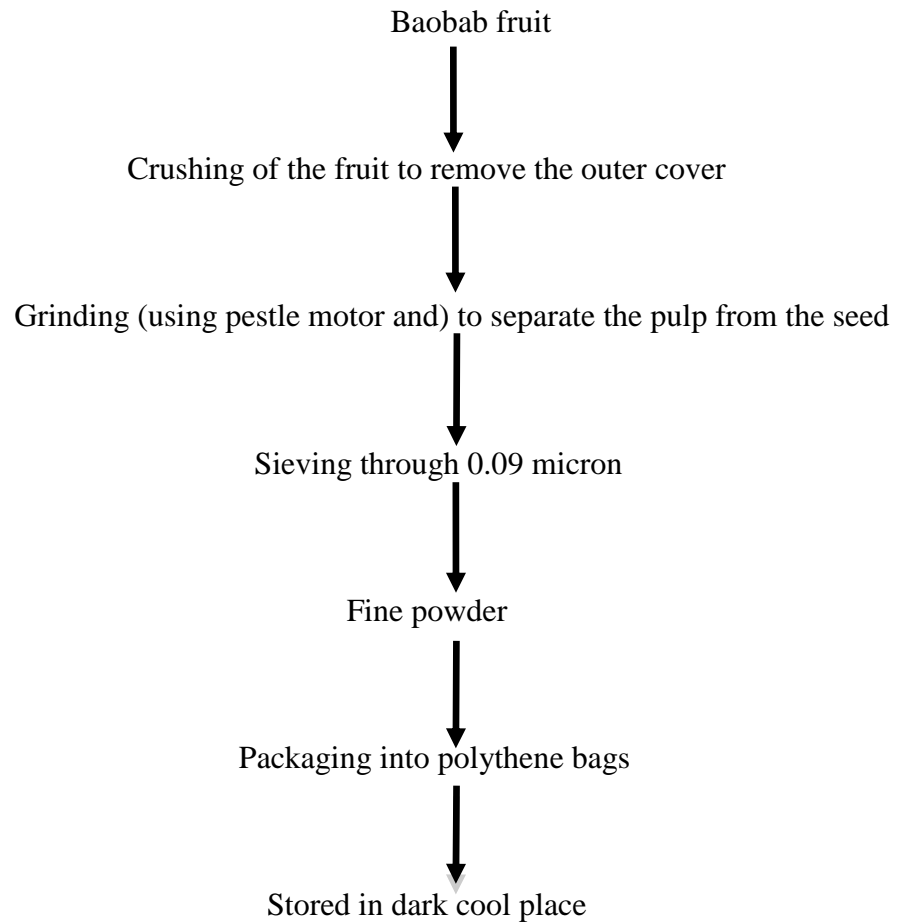 Baobab fruit
Crushing of the fruit to remove the outer cover
Grinding (using pestle motor and) to separate the pulp from the seed
Sieving through 0.09 micron
Fine powder
Packaging into polythene bags
Stored in dark cool place